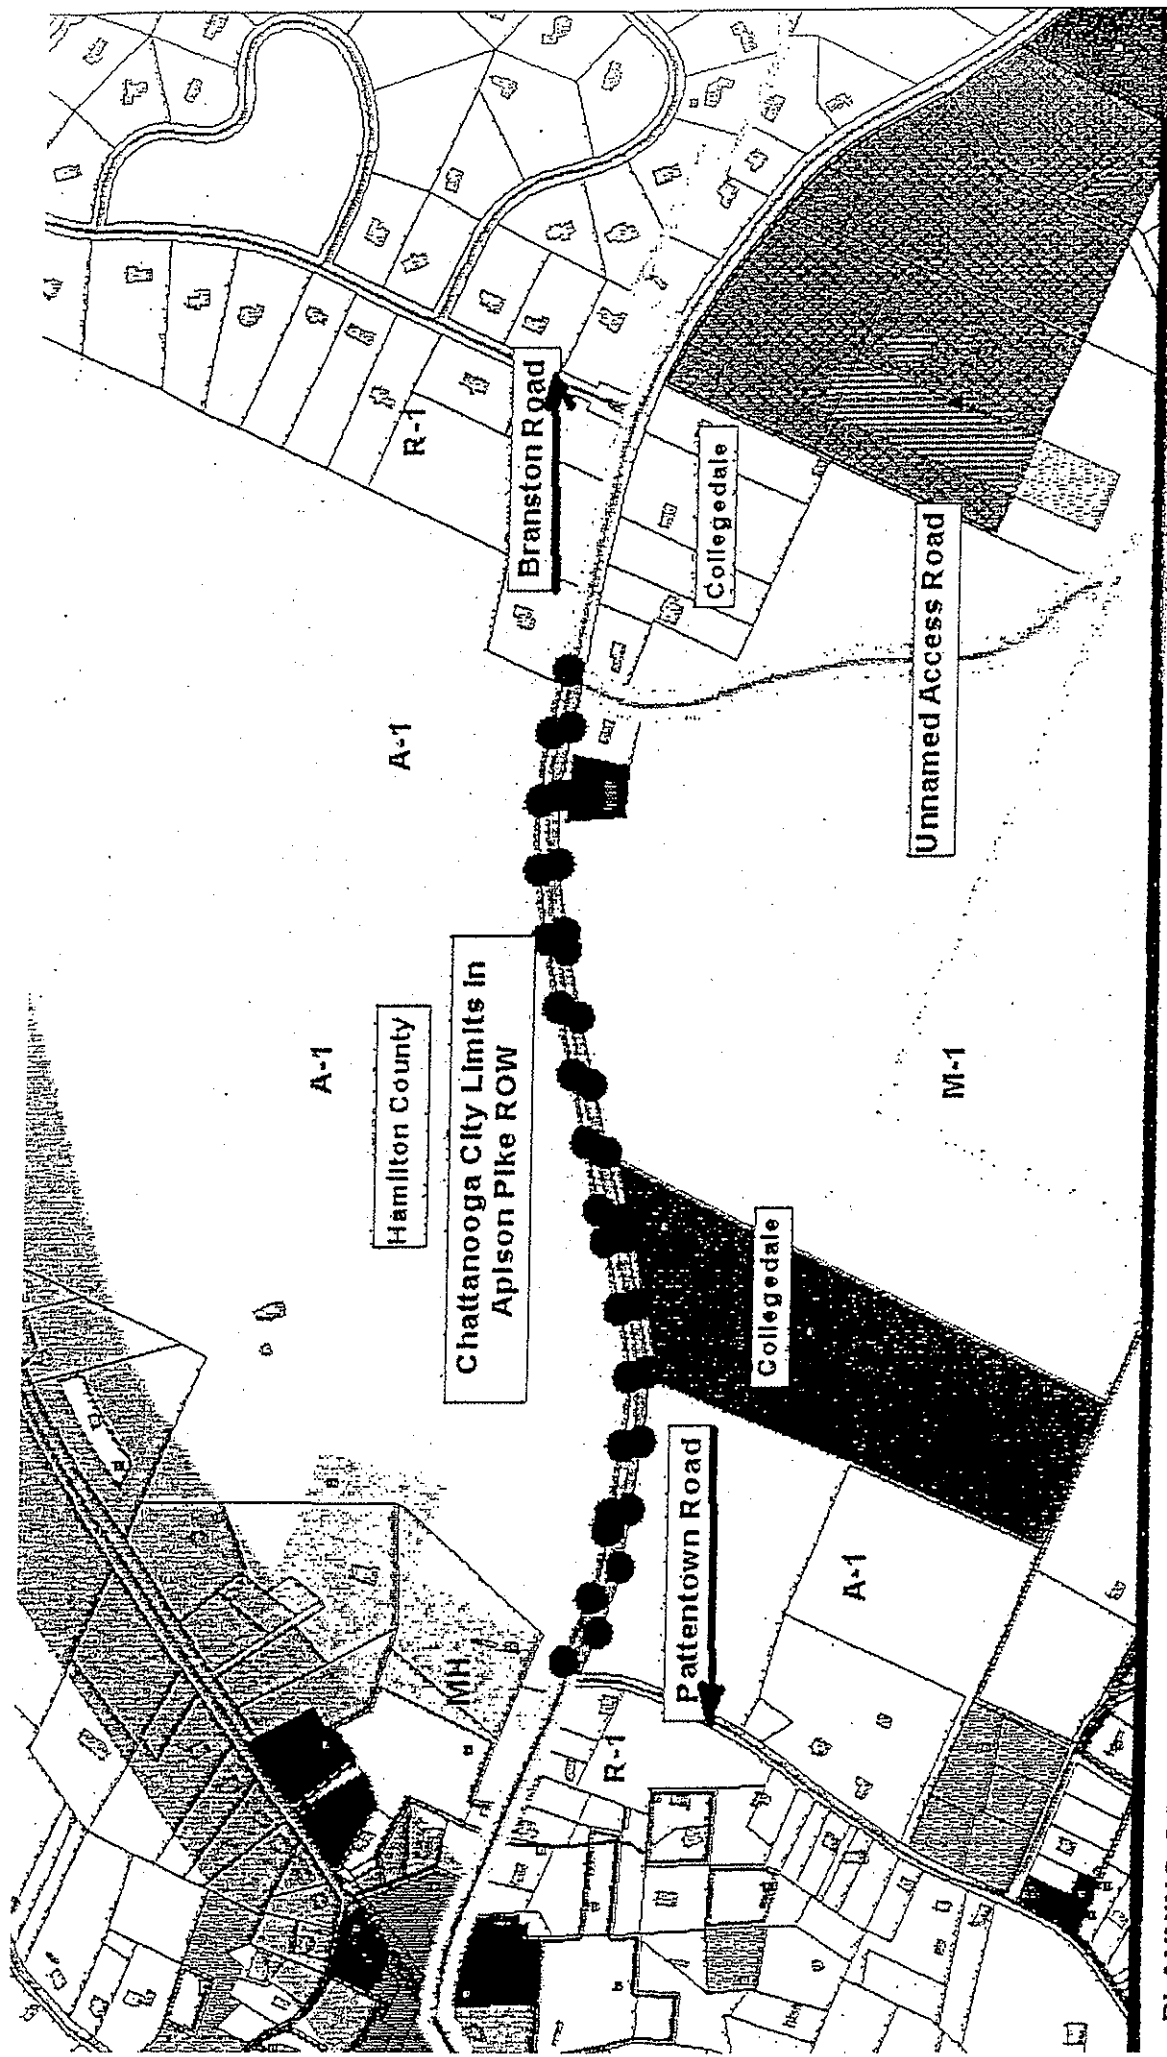 Branston Road
R-1
Collegedale
Unnamed Access Road
A-1
A-1
Hamilton County
Chattanooga City Limits in
Apison Pike ROW
M-1
Collegedale
Pattentown Road
A-1
MH
R-1